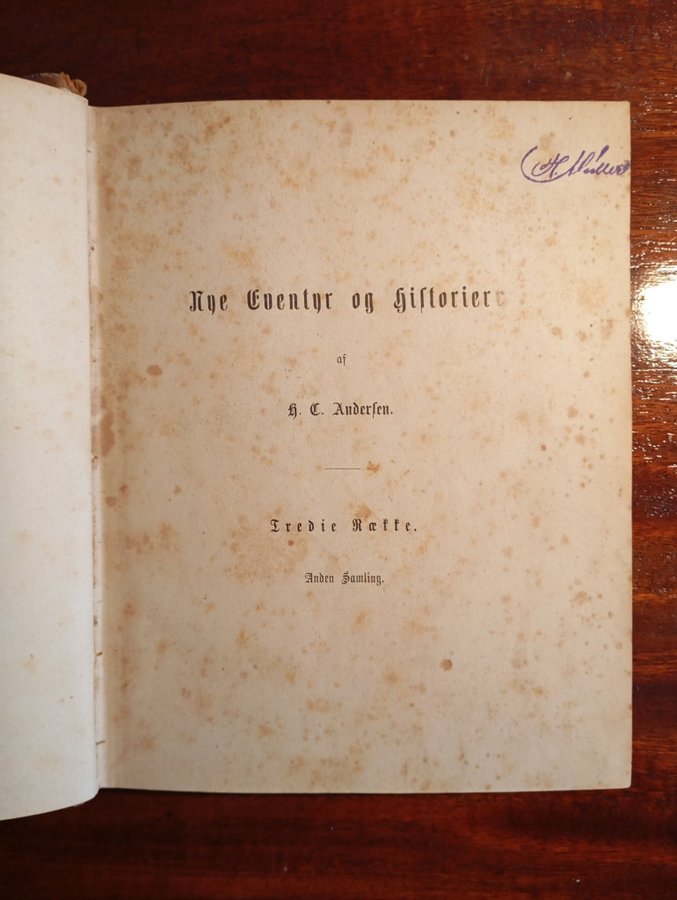 Nye Eventyr og Historier
af
H. C. Andersen.
Tredie Række.
Anden Samling.